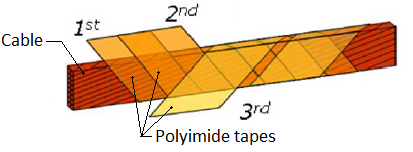 1st
2nd
Cable
3rd
Polyimide tapes